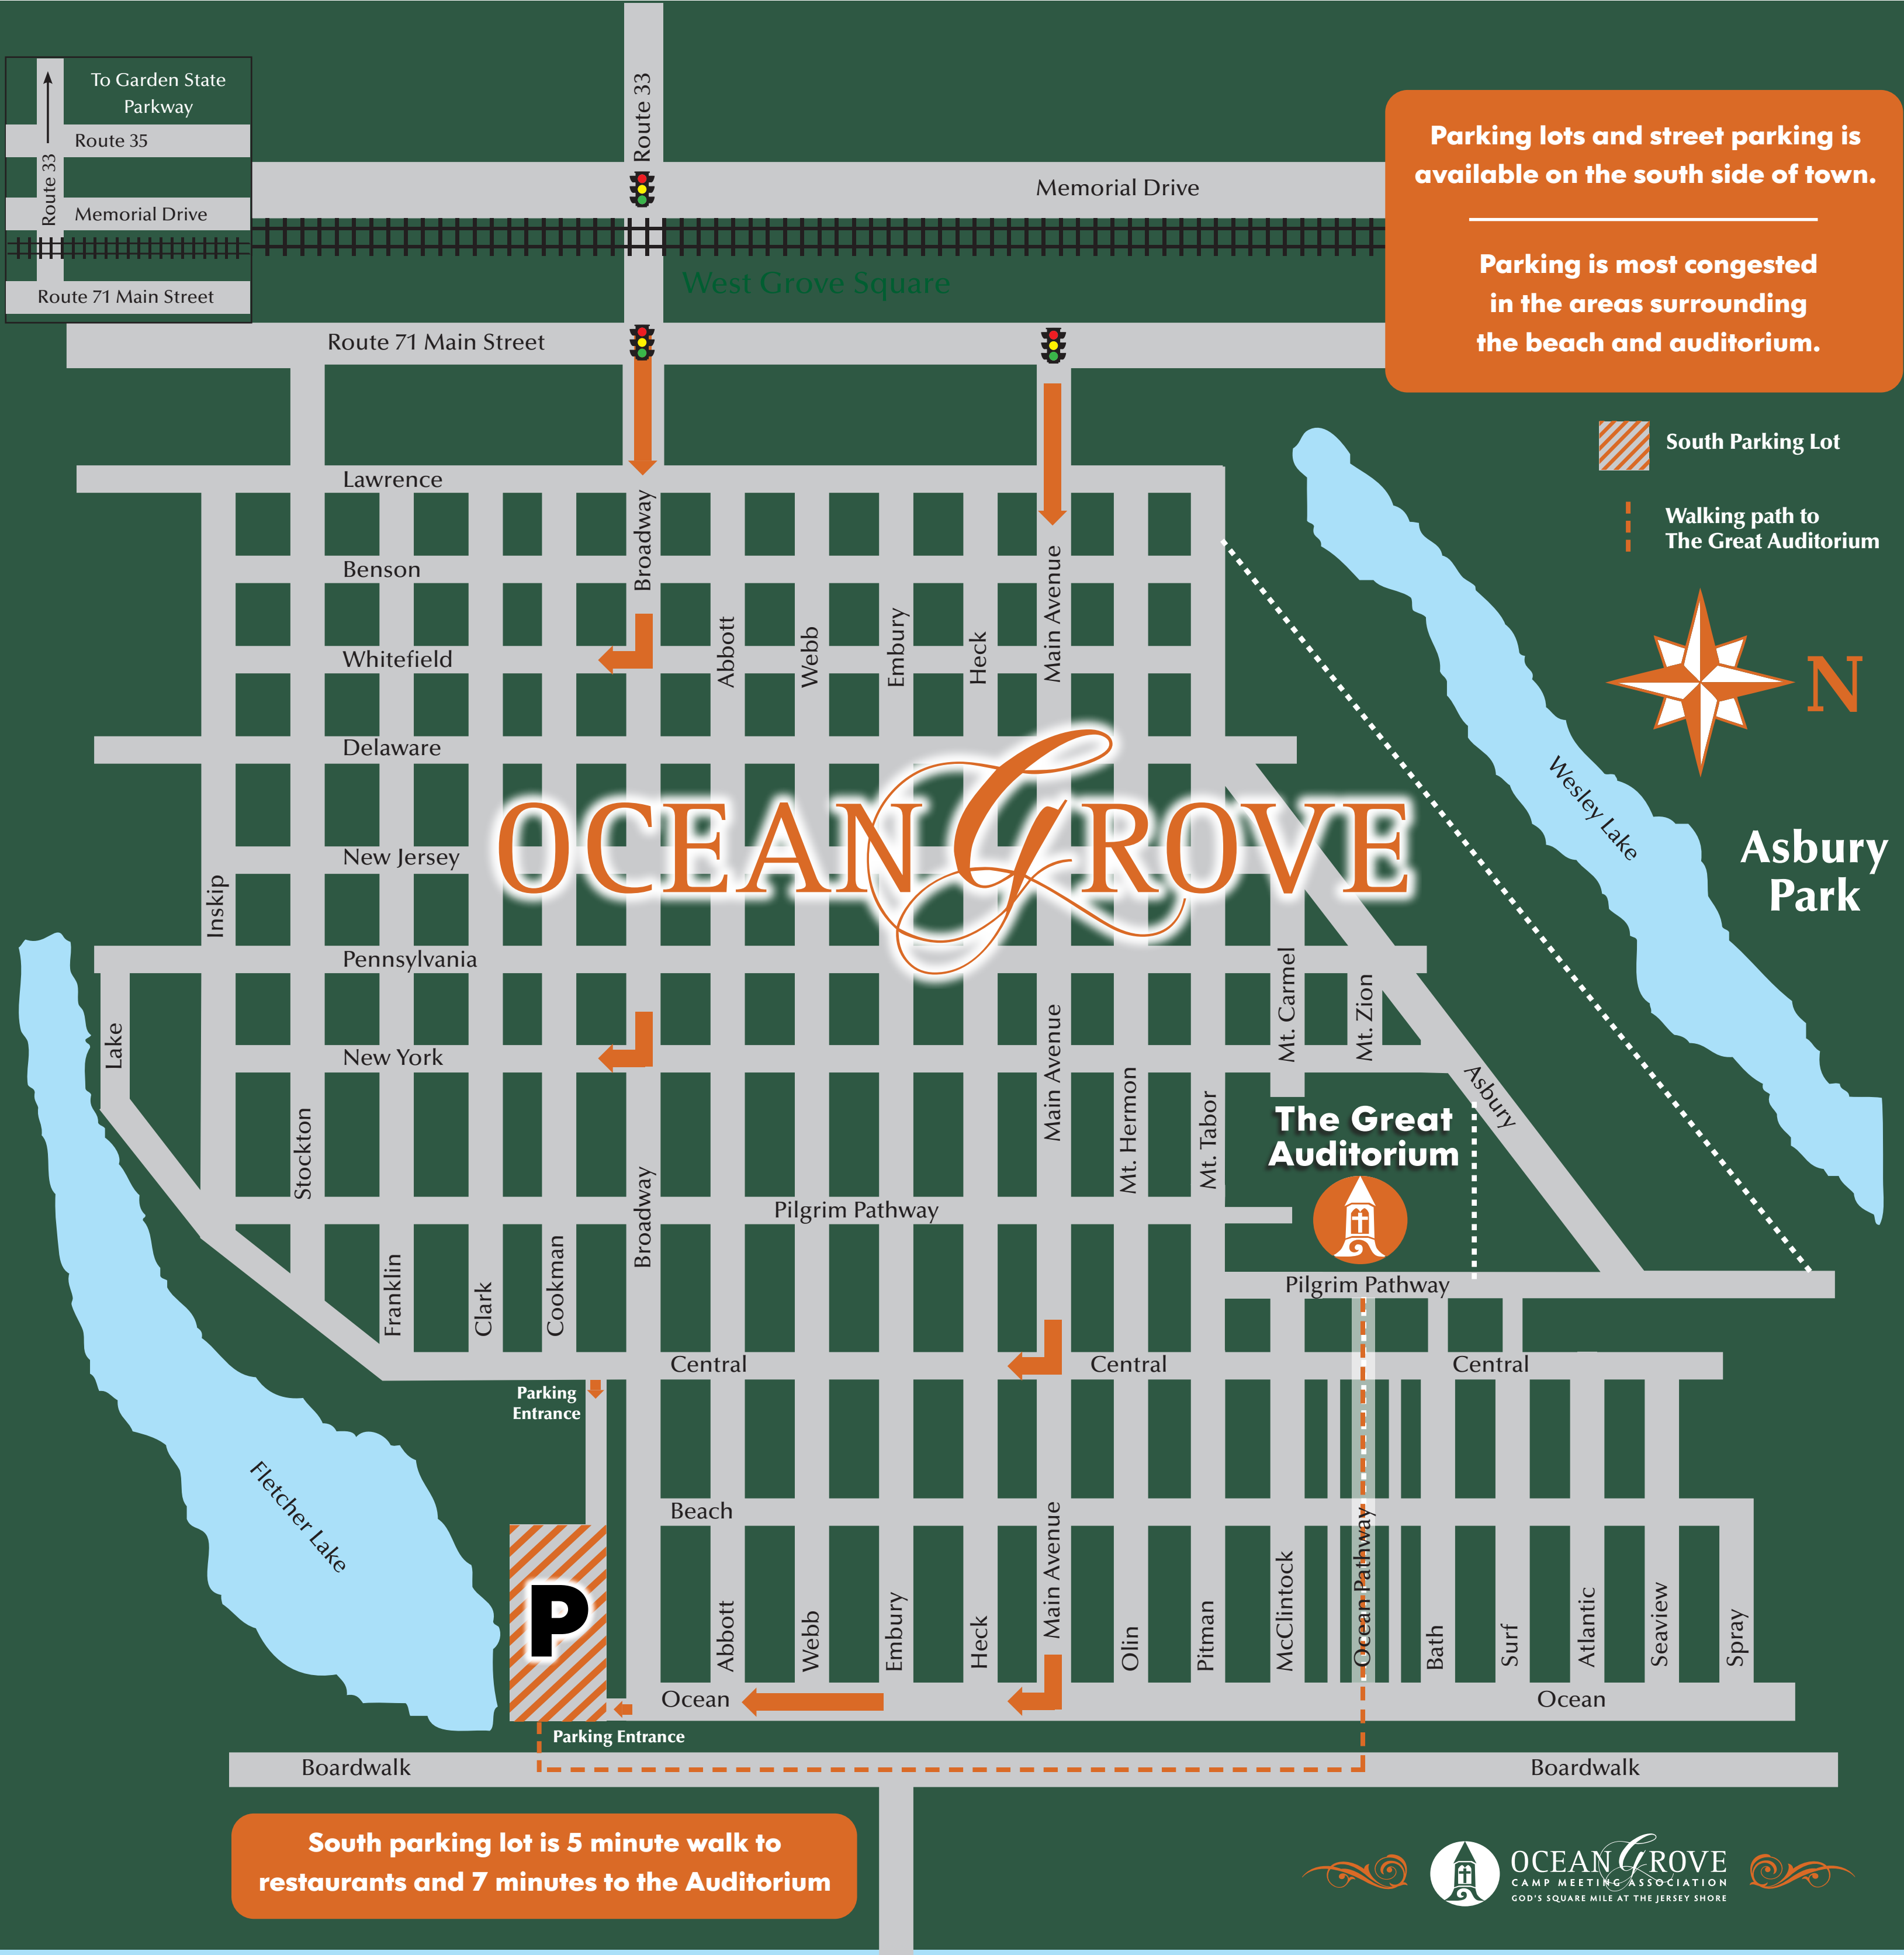 To Garden State
Parkway
Route 35
Route 33
Memorial Drive
Route 71 Main Street
Route 33
Memorial Drive
West Grove Square
Route 71 Main Street
Parking lots and street parking is
available on the south side of town.
Parking is most congested
in the areas surrounding
the beach and auditorium.
South Parking Lot
Walking path to
The Great Auditorium
N
Lawrence
Broadway
Benson
Main Avenue
Whitefield
Abbott
Webb
Embury
Heck
Delaware
OCEAN GROVE
New Jersey
Wesley Lake
Asbury
Park
Inskip
Pennsylvania
Mt. Carmel
Mt. Zion
Lake
New York
Main Avenue
Asbury
Stockton
Mt. Hermon
Mt. Tabor
The Great
Auditorium
Broadway
Pilgrim Pathway
Franklin
Clark
Cookman
Pilgrim Pathway
Central
Central
Central
Parking
Entrance
Fletcher Lake
Beach
P
Abbott
Webb
Embury
Heck
Main Avenue
Olin
Pitman
McClintock
Ocean Pathway
Bath
Surf
Atlantic
Seaview
Spray
Ocean
Ocean
Parking Entrance
Boardwalk
Boardwalk
South parking lot is 5 minute walk to
restaurants and 7 minutes to the Auditorium
OCEAN GROVE
CAMP MEETING ASSOCIATION
GOD'S SQUARE MILE AT THE JERSEY SHORE